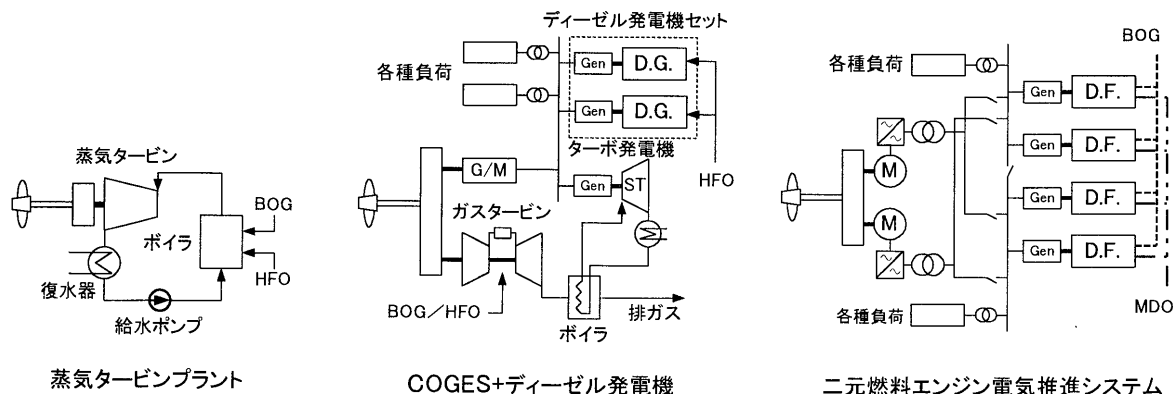 蒸気タービン
ボイラ
BOG
HFO
復水器
給水ポンプ
蒸気タービンプラント
ディーゼル発電機セット
各種負荷
Gen
D.G.
Gen
D.G.
ターボ発電機
G/M
Gen
ST
HFO
ガスタービン
BOG/HFO
ボイラ
排ガス
COGES+ディーゼル発電機
BOG
各種負荷
Gen
D.F.
M
Gen
D.F.
M
Gen
D.F.
Gen
D.F.
MDO
各種負荷
二元燃料エンジン電気推進システム